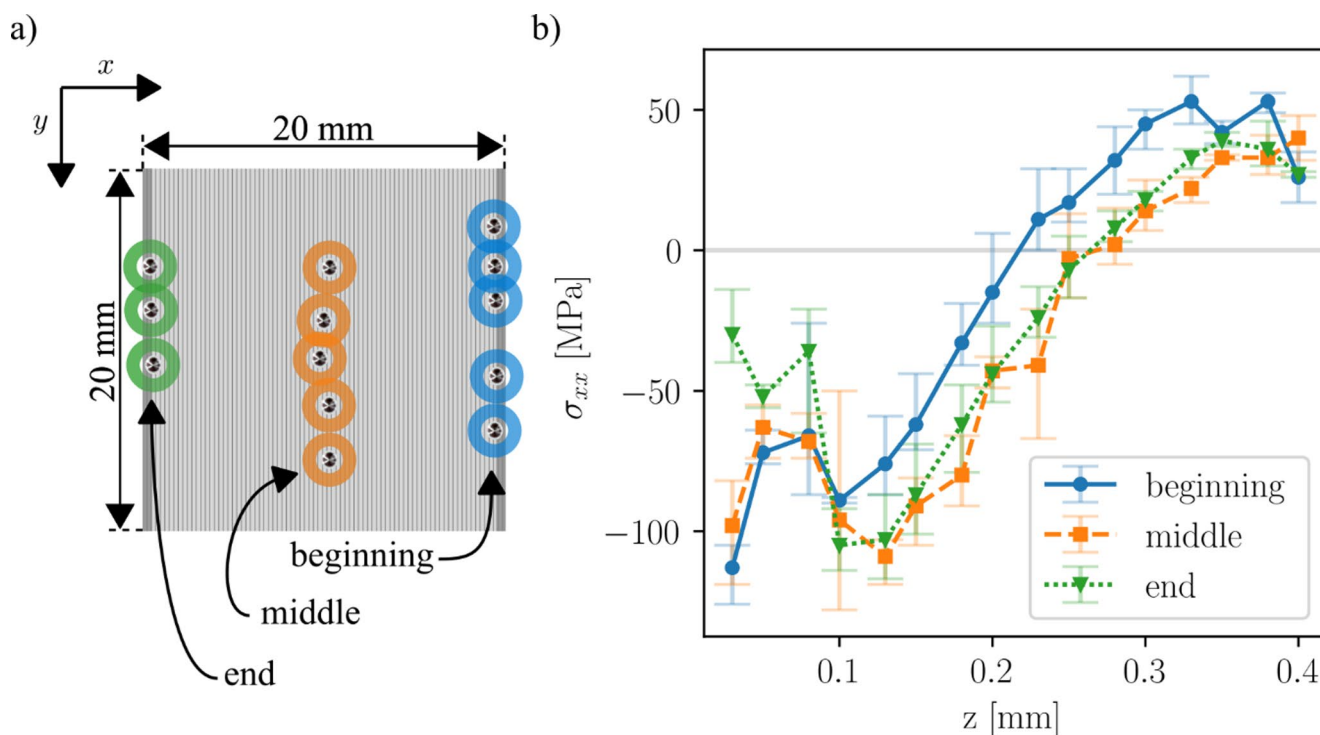 a)
x
y
20 mm
20 mm
beginning
middle
end
b)
σxx [MPa]
50
0
−50
−100
beginning
middle
end
0.1
0.2
0.3
0.4
z [mm]